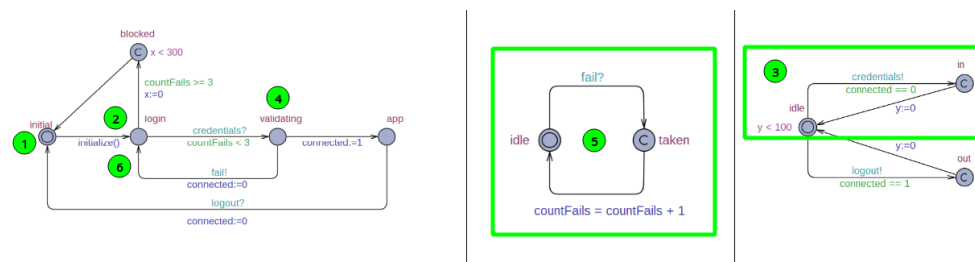 blocked
C
x < 300
countFails >= 3
x:=0
initial
1
initialize()
2
login
6
credentials?
countFails < 3
4
validating
connected:=1
app
fail!
connected:=0
logout?
connected:=0
fail?
idle
5
C
taken
countFails = countFails + 1
3
in
credentials!
C
connected == 0
idle
y:=0
y < 100
y:=0
out
logout!
C
connected == 1